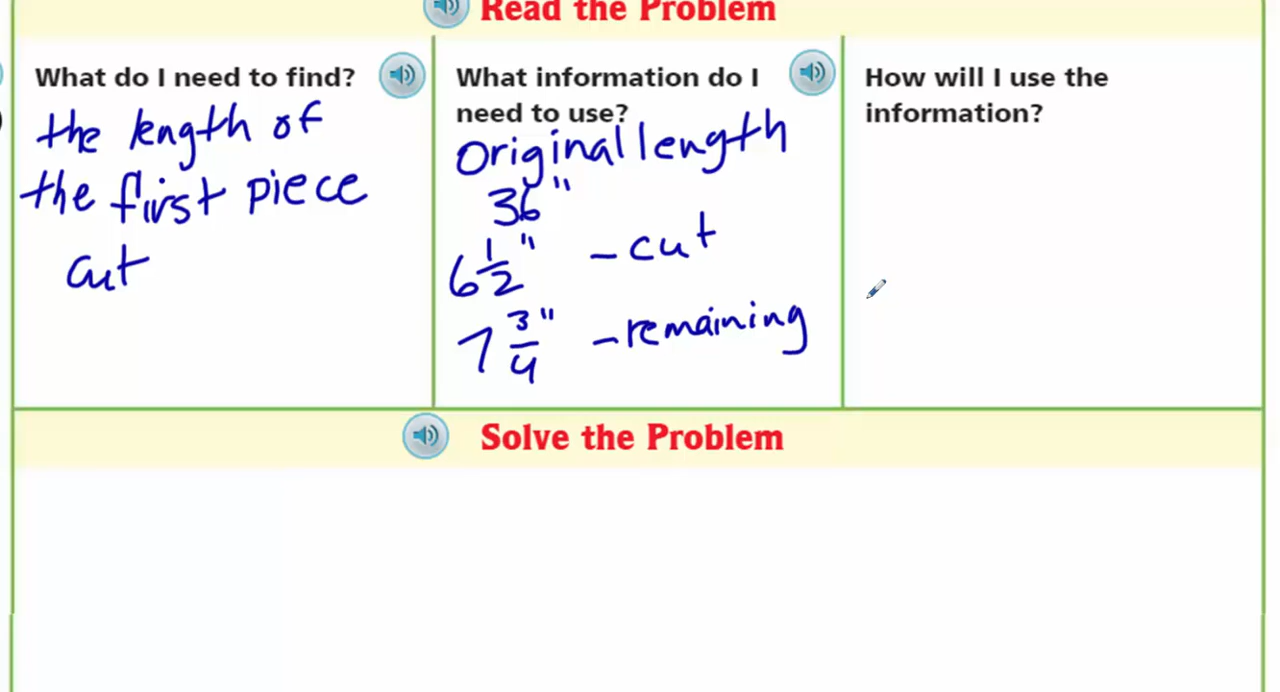 Read the Problem
What do I need to find?
the length of
the first piece
cut
What information do I
need to use?
Original length
36"
6 1/2" - cut
7 3/4" - remaining
How will I use the
information?
Solve the Problem